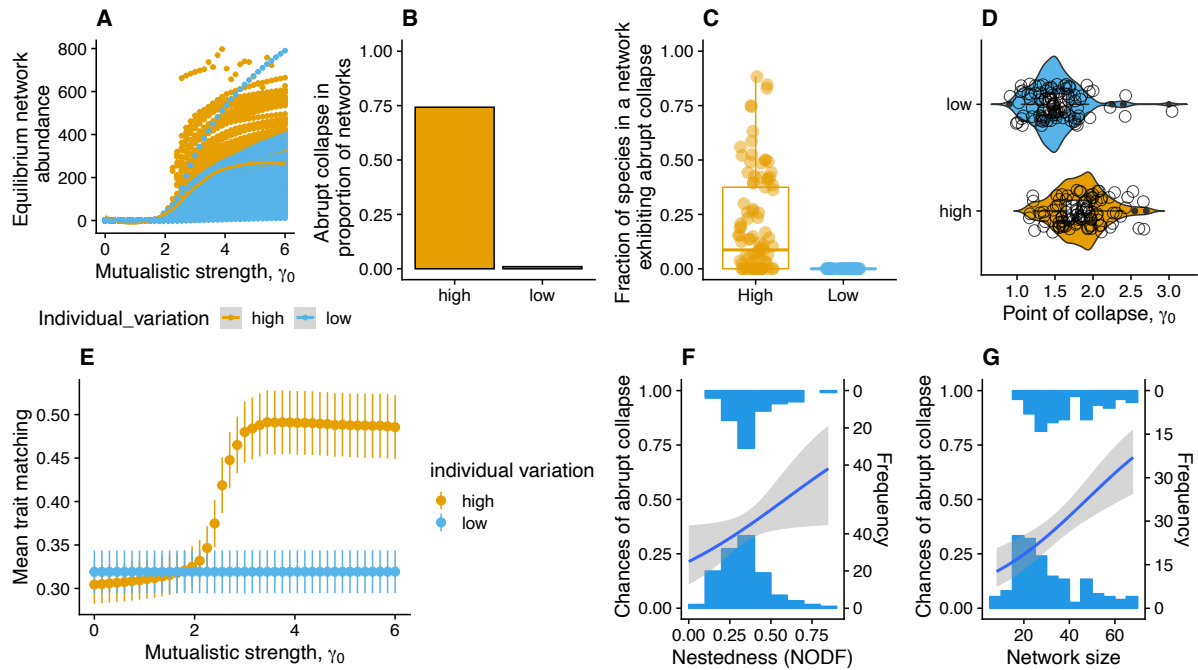 A
Equilibrium network
abundance
800
600
400
200
0
0
2
4
6
Mutualistic strength, γ0
B
Abrupt collapse in
proportion of networks
1.00
0.75
0.50
0.25
0.00
high
low
C
Fraction of species in a network
exhibiting abrupt collapse
1.00
0.75
0.50
0.25
0.00
High
Low
D
low
high
1.0
1.5
2.0
2.5
3.0
Point of collapse, γ0
Individual_variation
high
low
E
Mean trait matching
0.50
0.45
0.40
0.35
0.30
0
2
4
6
Mutualistic strength, γ0
individual variation
high
low
F
Chances of abrupt collapse
1.00
0.75
0.50
0.25
0.00
0
20
40
40
20
0
Frequency
0.00
0.25
0.50
0.75
Nestedness (NODF)
G
Chances of abrupt collapse
1.00
0.75
0.50
0.25
0.00
0
15
30
30
15
0
Frequency
20
40
60
Network size